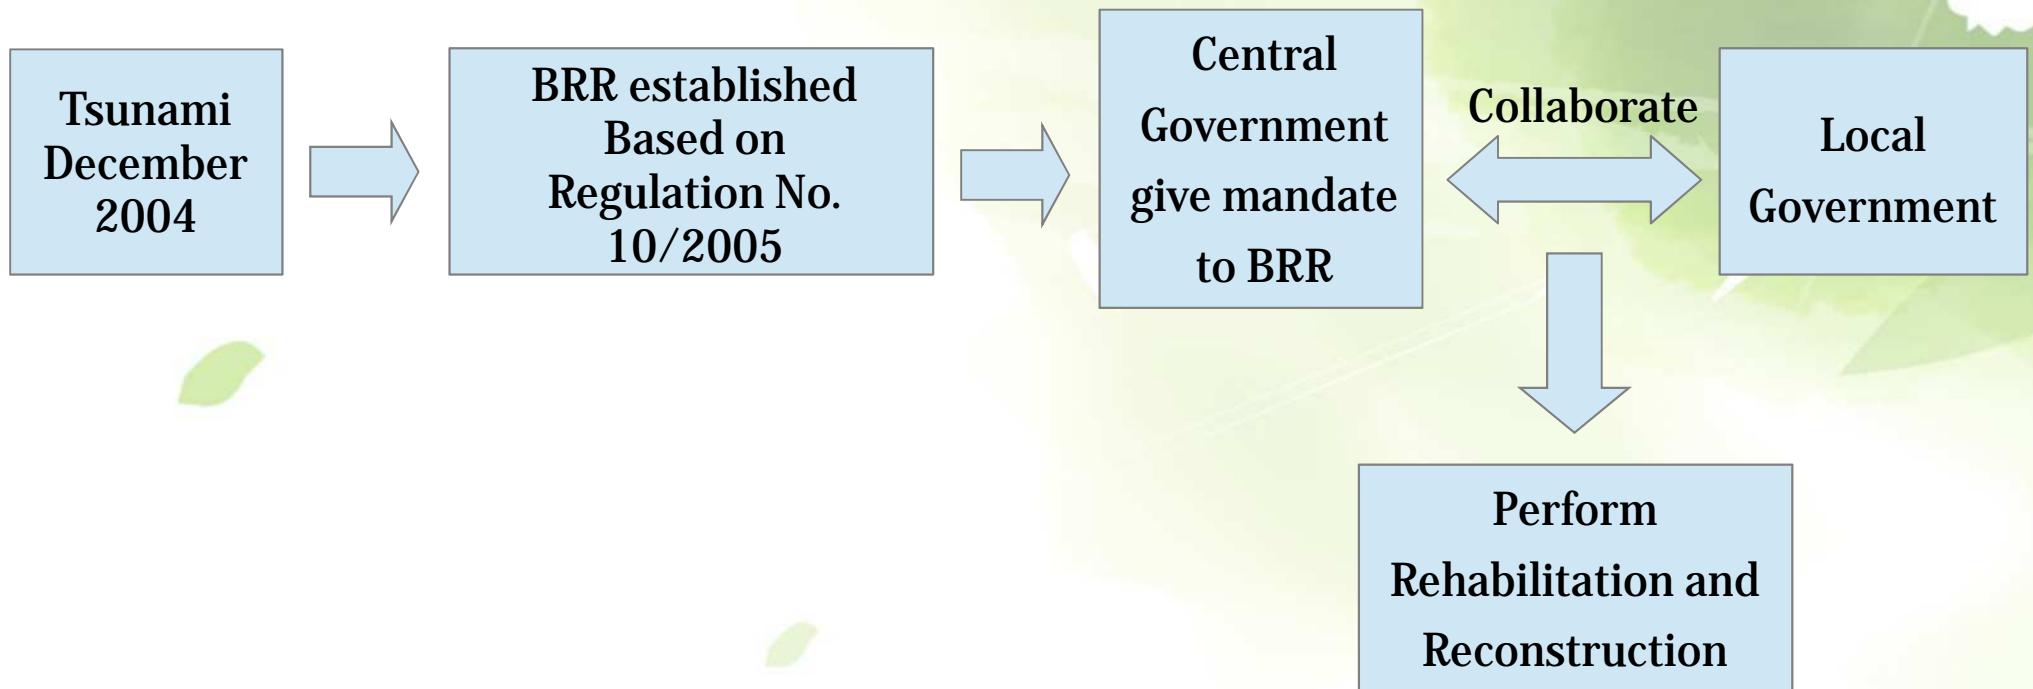 Tsunami
December
2004
BRR established
Based on
Regulation No.
10/2005
Central
Government
give mandate
to BRR
Collaborate
Local
Government
Perform
Rehabilitation and
Reconstruction